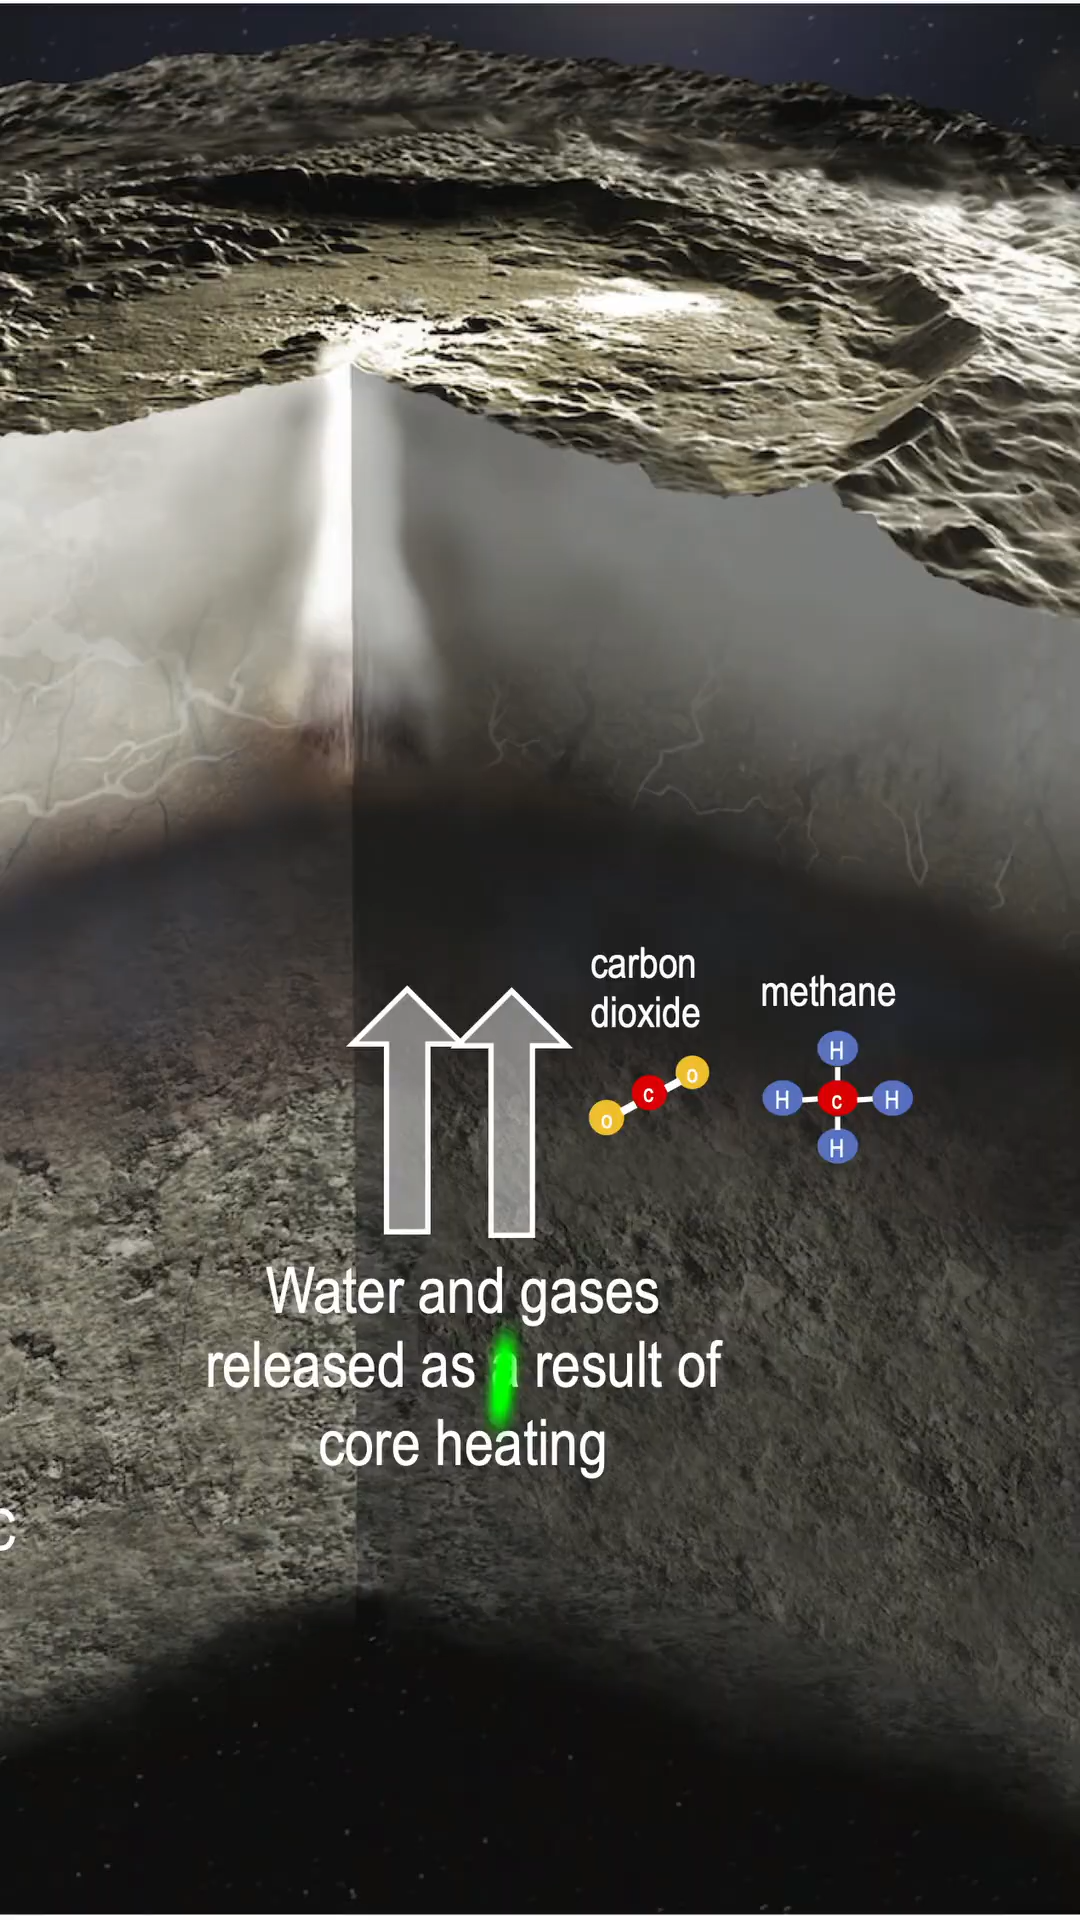 carbon
dioxide
methane
H
O
C
O
H
C
H
H
Water and gases
released as a result of
core heating
c